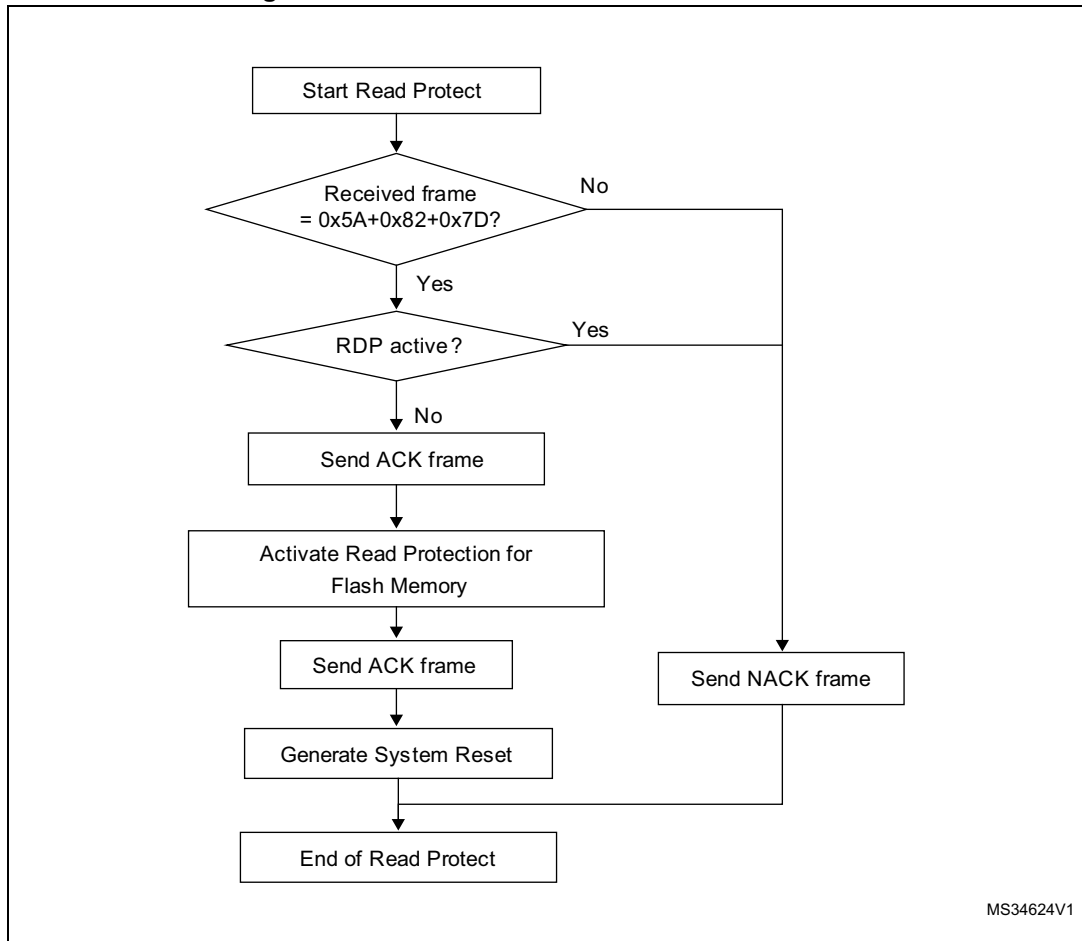 Start Read Protect
Received frame
= 0x5A+0x82+0x7D?
No
Yes
RDP active?
Yes
No
Send ACK frame
Activate Read Protection for
Flash Memory
Send ACK frame
Send NACK frame
Generate System Reset
End of Read Protect
MS34624V1